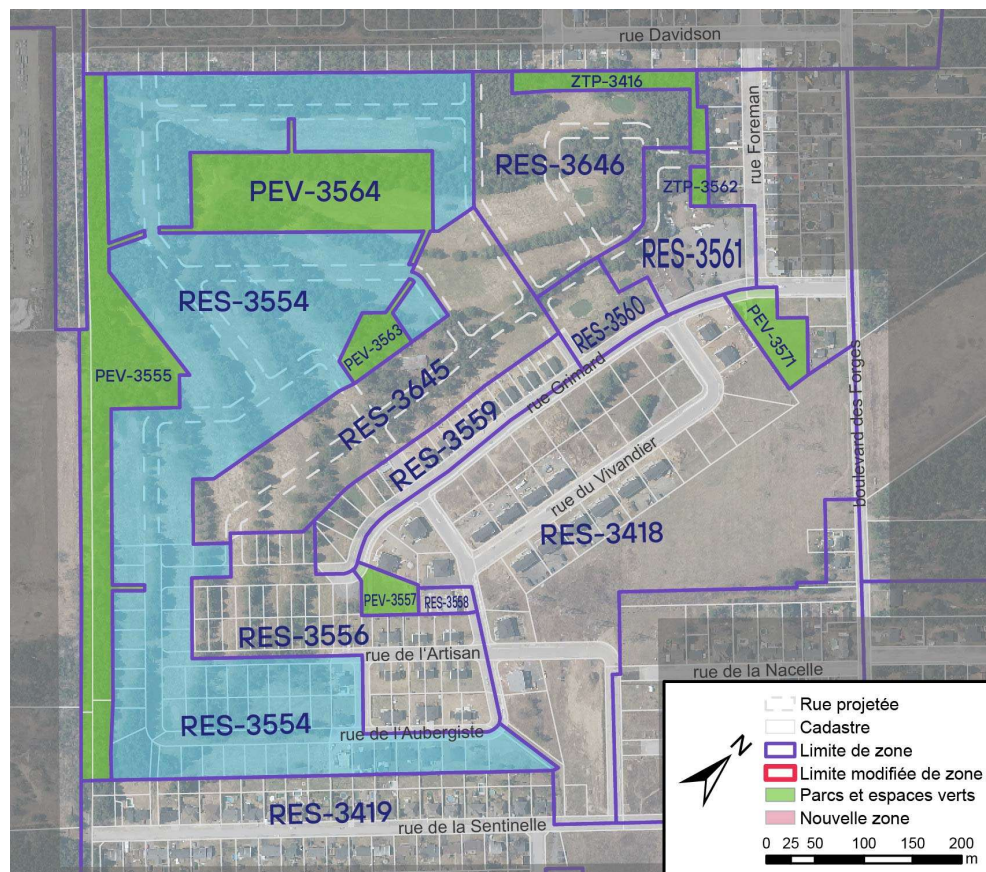 rue Davidson
ZTP-3416
rue Foreman
RES-3646
PEV-3564
ZTP-3562
RES-3561
RES-3554
RES-3560
PEV-3563
PEV-3571
PEV-3555
RES-3645
rue Grimard
boulevard des Forges
RES-3559
rue du Vivandier
RES-3418
PEV-3557
RES-3558
RES-3556
rue de l'Artisan
rue de la Nacelle
RES-3554
rue de l'Aubergiste
RES-3419
rue de la Sentinelle
N
Rue projetée
Cadastre
Limite de zone
Limite modifiée de zone
Parcs et espaces verts
Nouvelle zone
0 25 50 100 150 200
m